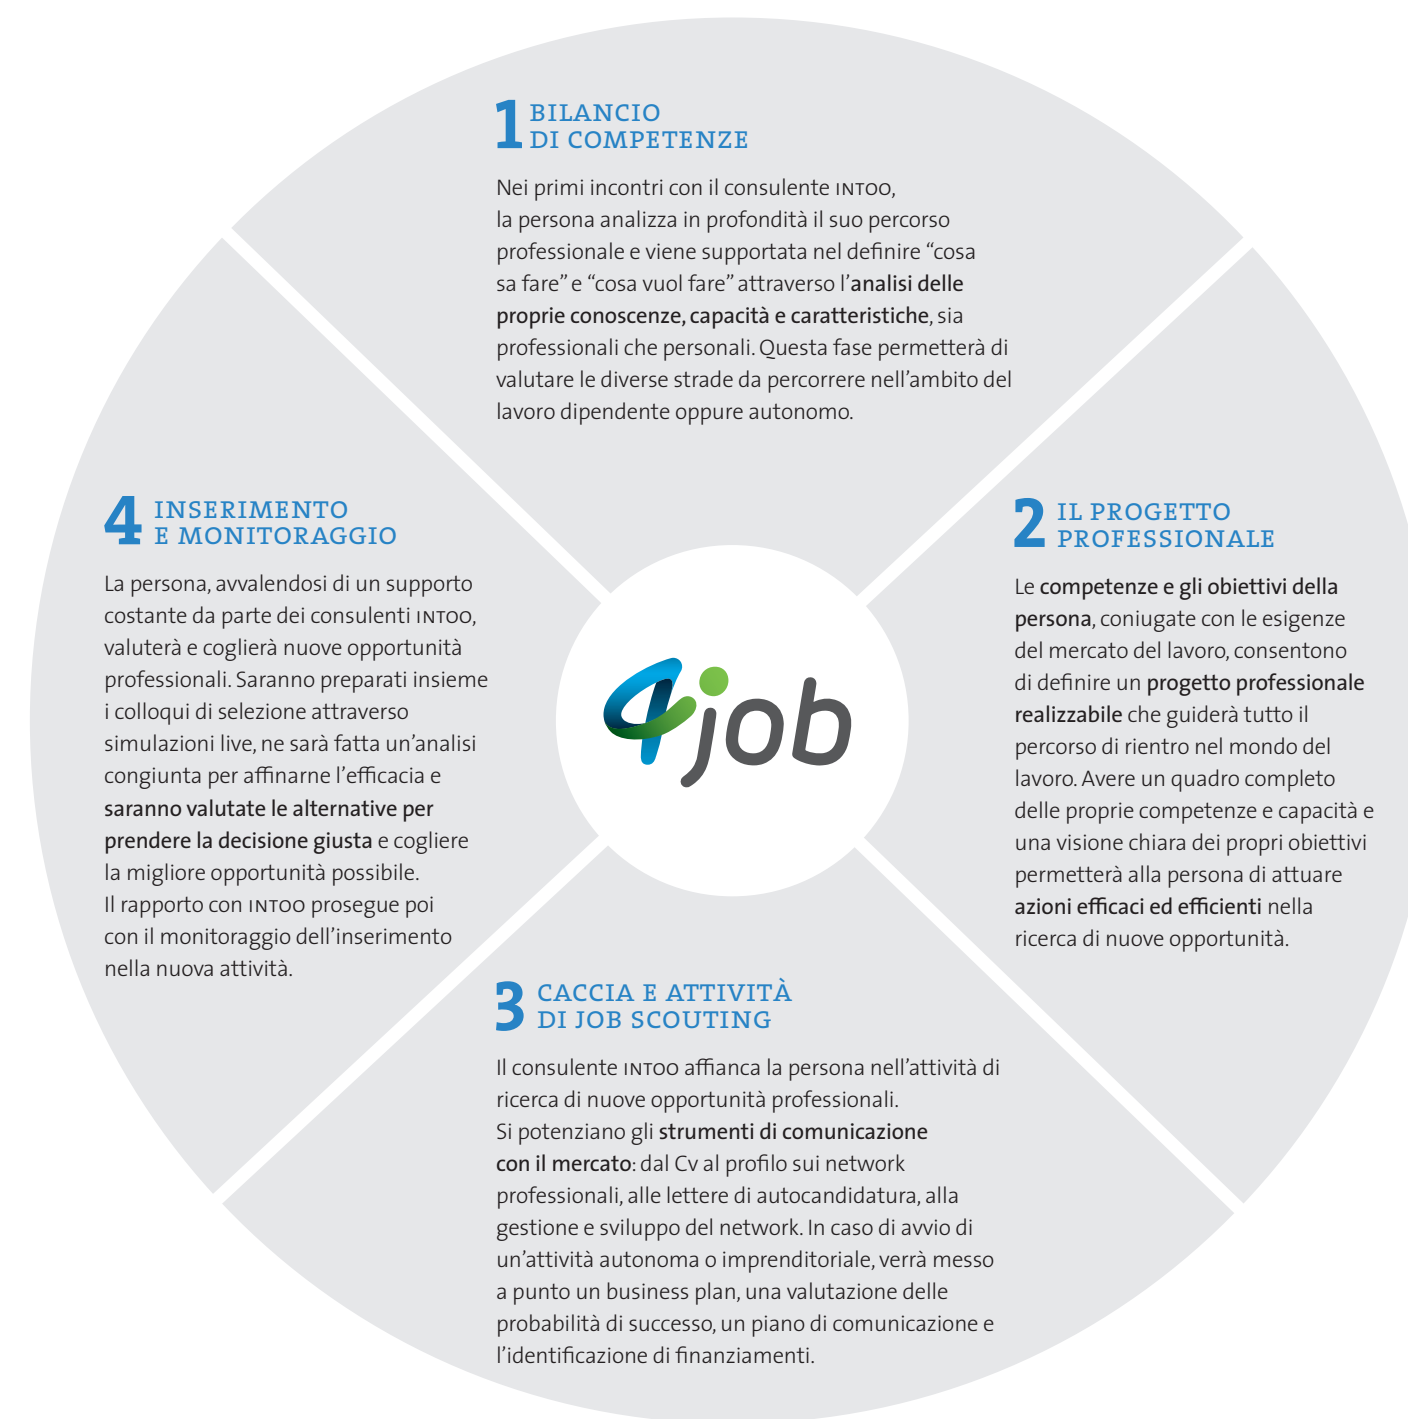 1 BILANCIO
DI COMPETENZE
Nei primi incontri con il consulente INTOO,
la persona analizza in profondità il suo percorso
professionale e viene supportata nel definire “cosa
sa fare” e “cosa vuol fare” attraverso l’analisi delle
proprie conoscenze, capacità e caratteristiche, sia
professionali che personali. Questa fase permetterà di
valutare le diverse strade da percorrere nell’ambito del
lavoro dipendente oppure autonomo.
2 IL PROGETTO
PROFESSIONALE
Le competenze e gli obiettivi della
persona, coniugate con le esigenze
del mercato del lavoro, consentono
di definire un progetto professionale
realizzabile che guiderà tutto il
percorso di rientro nel mondo del
lavoro. Avere un quadro completo
delle proprie competenze e capacità e
una visione chiara dei propri obiettivi
permetterà alla persona di attuare
azioni efficaci ed efficienti nella
ricerca di nuove opportunità.
3 CACCIA E ATTIVITÀ
DI JOB SCOUTING
Il consulente INTOO affianca la persona nell’attività di
ricerca di nuove opportunità professionali.
Si potenziano gli strumenti di comunicazione
con il mercato: dal Cv al profilo sui network
professionali, alle lettere di autocandidatura, alla
gestione e sviluppo del network. In caso di avvio di
un’attività autonoma o imprenditoriale, verrà messo
a punto un business plan, una valutazione delle
probabilità di successo, un piano di comunicazione e
l’identificazione di finanziamenti.
4 INSERIMENTO
E MONITORAGGIO
La persona, avvalendosi di un supporto
costante da parte dei consulenti INTOO,
valuterà e coglierà nuove opportunità
professionali. Saranno preparati insieme
i colloqui di selezione attraverso
simulazioni live, ne sarà fatta un’analisi
congiunta per affinarne l’efficacia e
saranno valutate le alternative per
prendere la decisione giusta e cogliere
la migliore opportunità possibile.
Il rapporto con INTOO prosegue poi
con il monitoraggio dell’inserimento
nella nuova attività.
4job